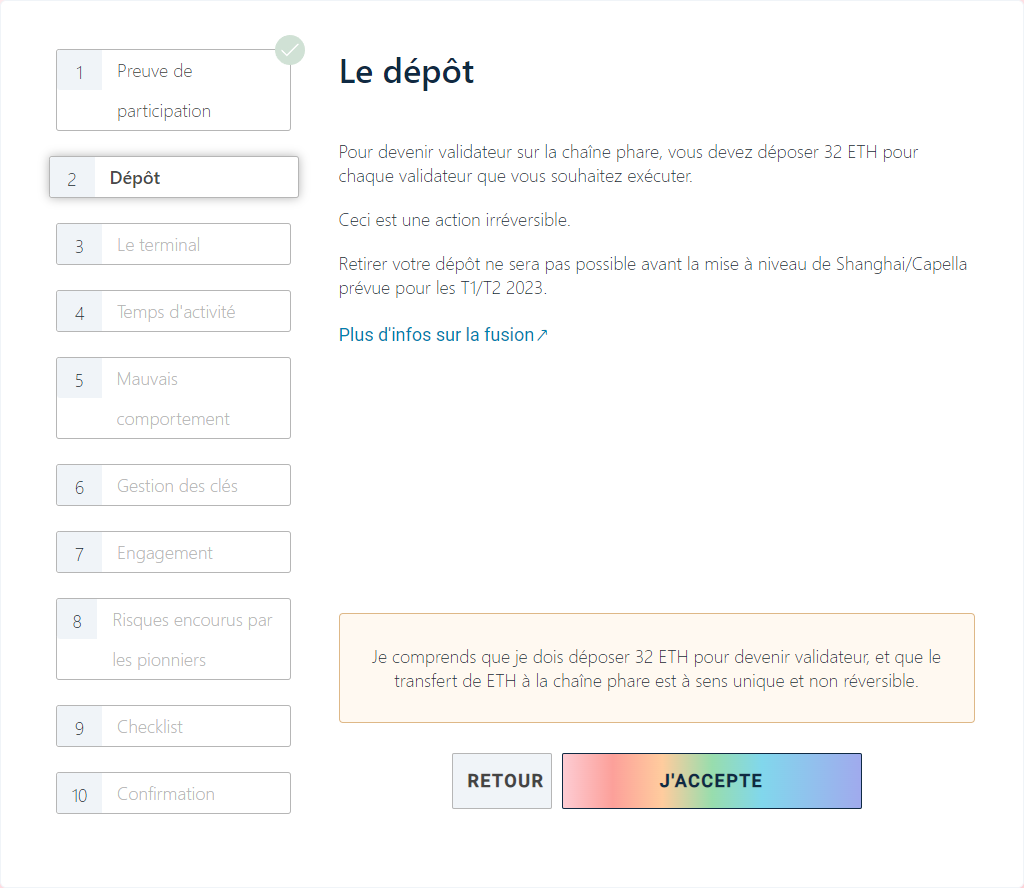 1
Preuve de
participation
2
Dépôt
3
Le terminal
4
Temps d'activité
5
Mauvais
comportement
6
Gestion des clés
7
Engagement
8
Risques encourus par
les pionniers
9
Checklist
10
Confirmation
Le dépôt
Pour devenir validateur sur la chaîne phare, vous devez déposer 32 ETH pour
chaque validateur que vous souhaitez exécuter.
Ceci est une action irréversible.
Retirer votre dépôt ne sera pas possible avant la mise à niveau de Shanghai/Capella
prévue pour les T1/T2 2023.
Plus d'infos sur la fusion↗
Je comprends que je dois déposer 32 ETH pour devenir validateur, et que le
transfert de ETH à la chaîne phare est à sens unique et non réversible.
RETOUR
J'ACCEPTE